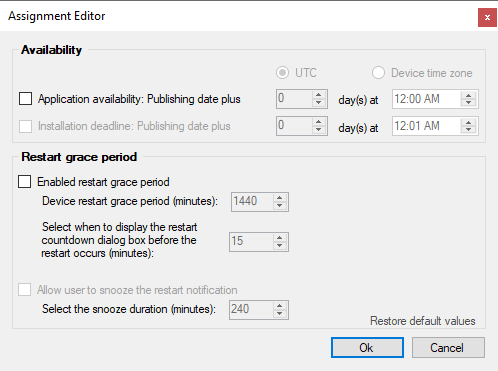 Assignment Editor
x
Availability
UTC
Device time zone
Application availability: Publishing date plus 0 day(s) at 12:00 AM
Installation deadline: Publishing date plus 0 day(s) at 12:01 AM
Restart grace period
Enabled restart grace period
Device restart grace period (minutes): 1440
Select when to display the restart
countdown dialog box before the
restart occurs (minutes):
15
Allow user to snooze the restart notification
Select the snooze duration (minutes): 240
Restore default values
Ok
Cancel